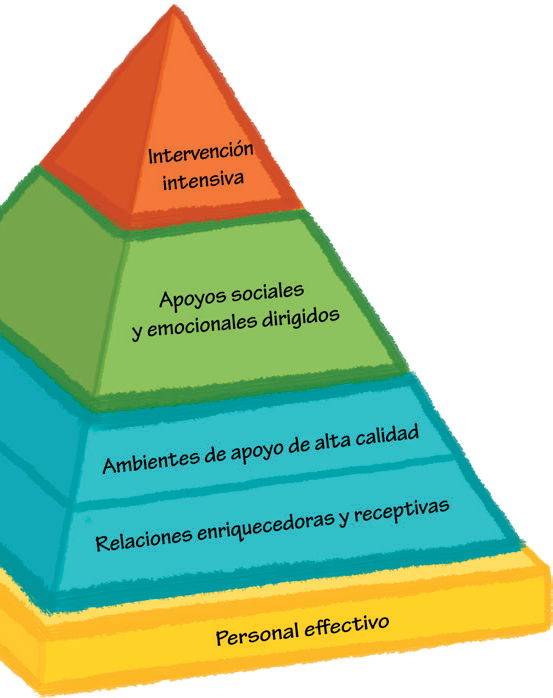 Intervención
intensiva
Apoyos sociales
y emocionales dirigidos
Ambientes de apoyo de alta calidad
Relaciones enriquecedoras y receptivas
Personal effectivo